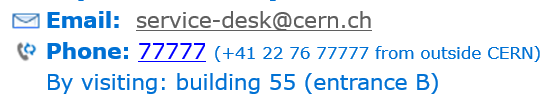 Email: service-desk@cern.ch
Phone: 77777 (+41 22 76 77777 from outside CERN)
By visiting: building 55 (entrance B)